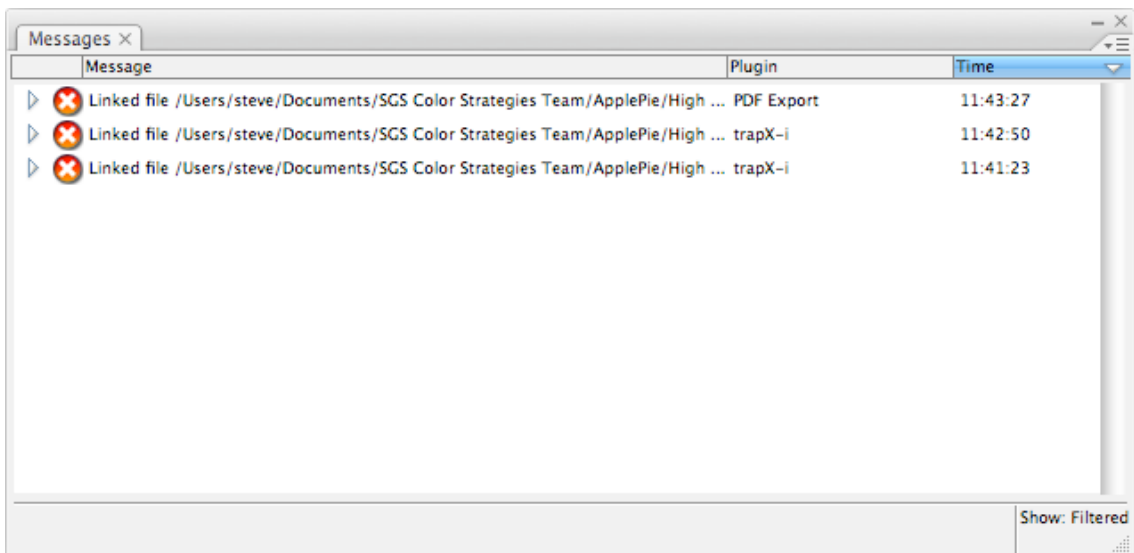 Messages ×
Message Plugin Time
Linked file /Users/steve/Documents/SGS Color Strategies Team/ApplePie/High ... PDF Export 11:43:27
Linked file /Users/steve/Documents/SGS Color Strategies Team/ApplePie/High ... trapX-i 11:42:50
Linked file /Users/steve/Documents/SGS Color Strategies Team/ApplePie/High ... trapX-i 11:41:23
Show: Filtered